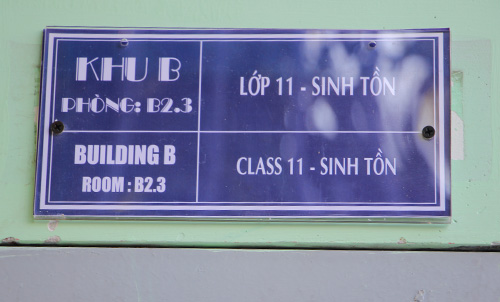 KHU B
PHÒNG: B2.3
LỚP 11 - SINH TỒN
BUILDING B
ROOM : B2.3
CLASS 11 - SINH TỒN